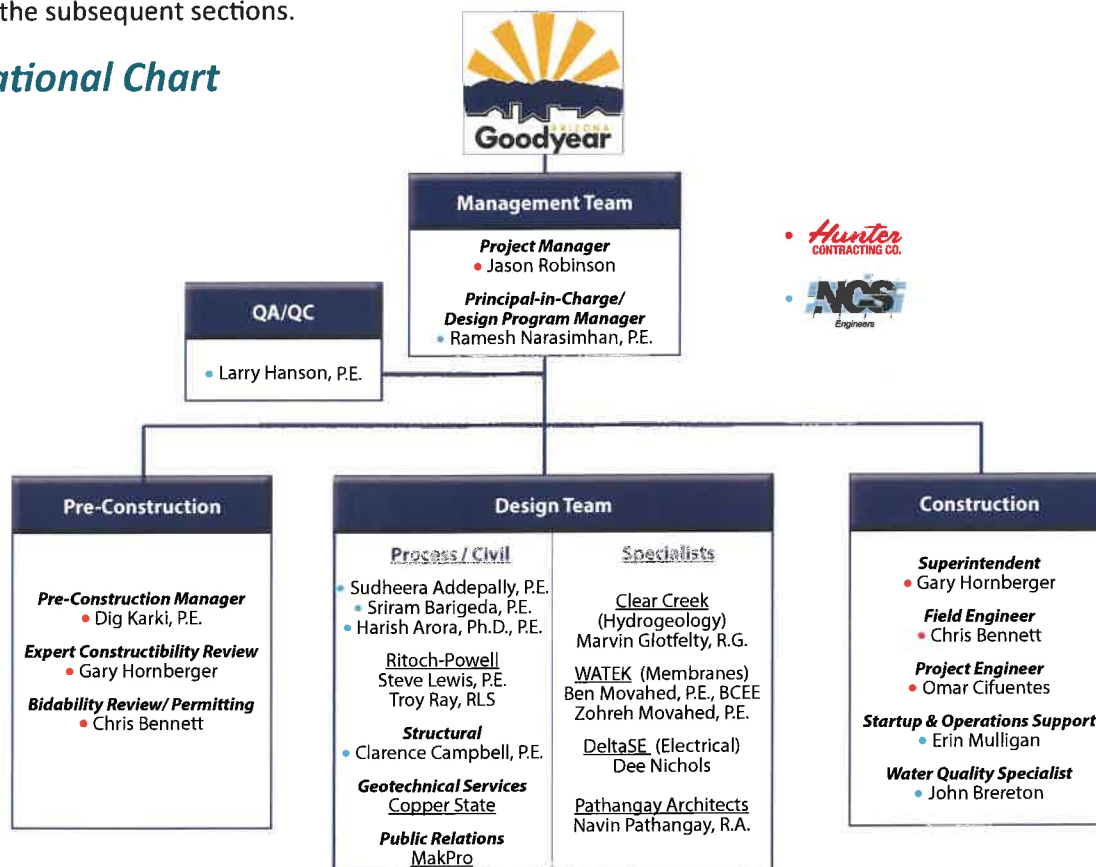 the subsequent sections.
ational Chart
ARIZONA
Goodyear
Management Team
Project Manager
• Jason Robinson
Principal-in-Charge/
Design Program Manager
• Ramesh Narasimhan, P.E.
• Hunter
CONTRACTING CO.
• NCS
Engineers
QA/QC
• Larry Hanson, P.E.
Pre-Construction
Pre-Construction Manager
• Dig Karki, P.E.
Expert Constructibility Review
• Gary Hornberger
Bidability Review/ Permitting
• Chris Bennett
Design Team
Process / Civil
• Sudheera Addepally, P.E.
• Sriram Barigeda, P.E.
• Harish Arora, Ph.D., P.E.
Ritoch-Powell
Steve Lewis, P.E.
Troy Ray, RLS
Structural
• Clarence Campbell, P.E.
Geotechnical Services
Copper State
Public Relations
MakPro
Specialists
Clear Creek
(Hydrogeology)
Marvin Glotfelty, R.G.
WATEK (Membranes)
Ben Movahed, P.E., BCEE
Zohreh Movahed, P.E.
DeltaSE (Electrical)
Dee Nichols
Pathangay Architects
Navin Pathangay, R.A.
Construction
Superintendent
• Gary Hornberger
Field Engineer
• Chris Bennett
Project Engineer
• Omar Cifuentes
Startup & Operations Support
• Erin Mulligan
Water Quality Specialist
• John Brereton